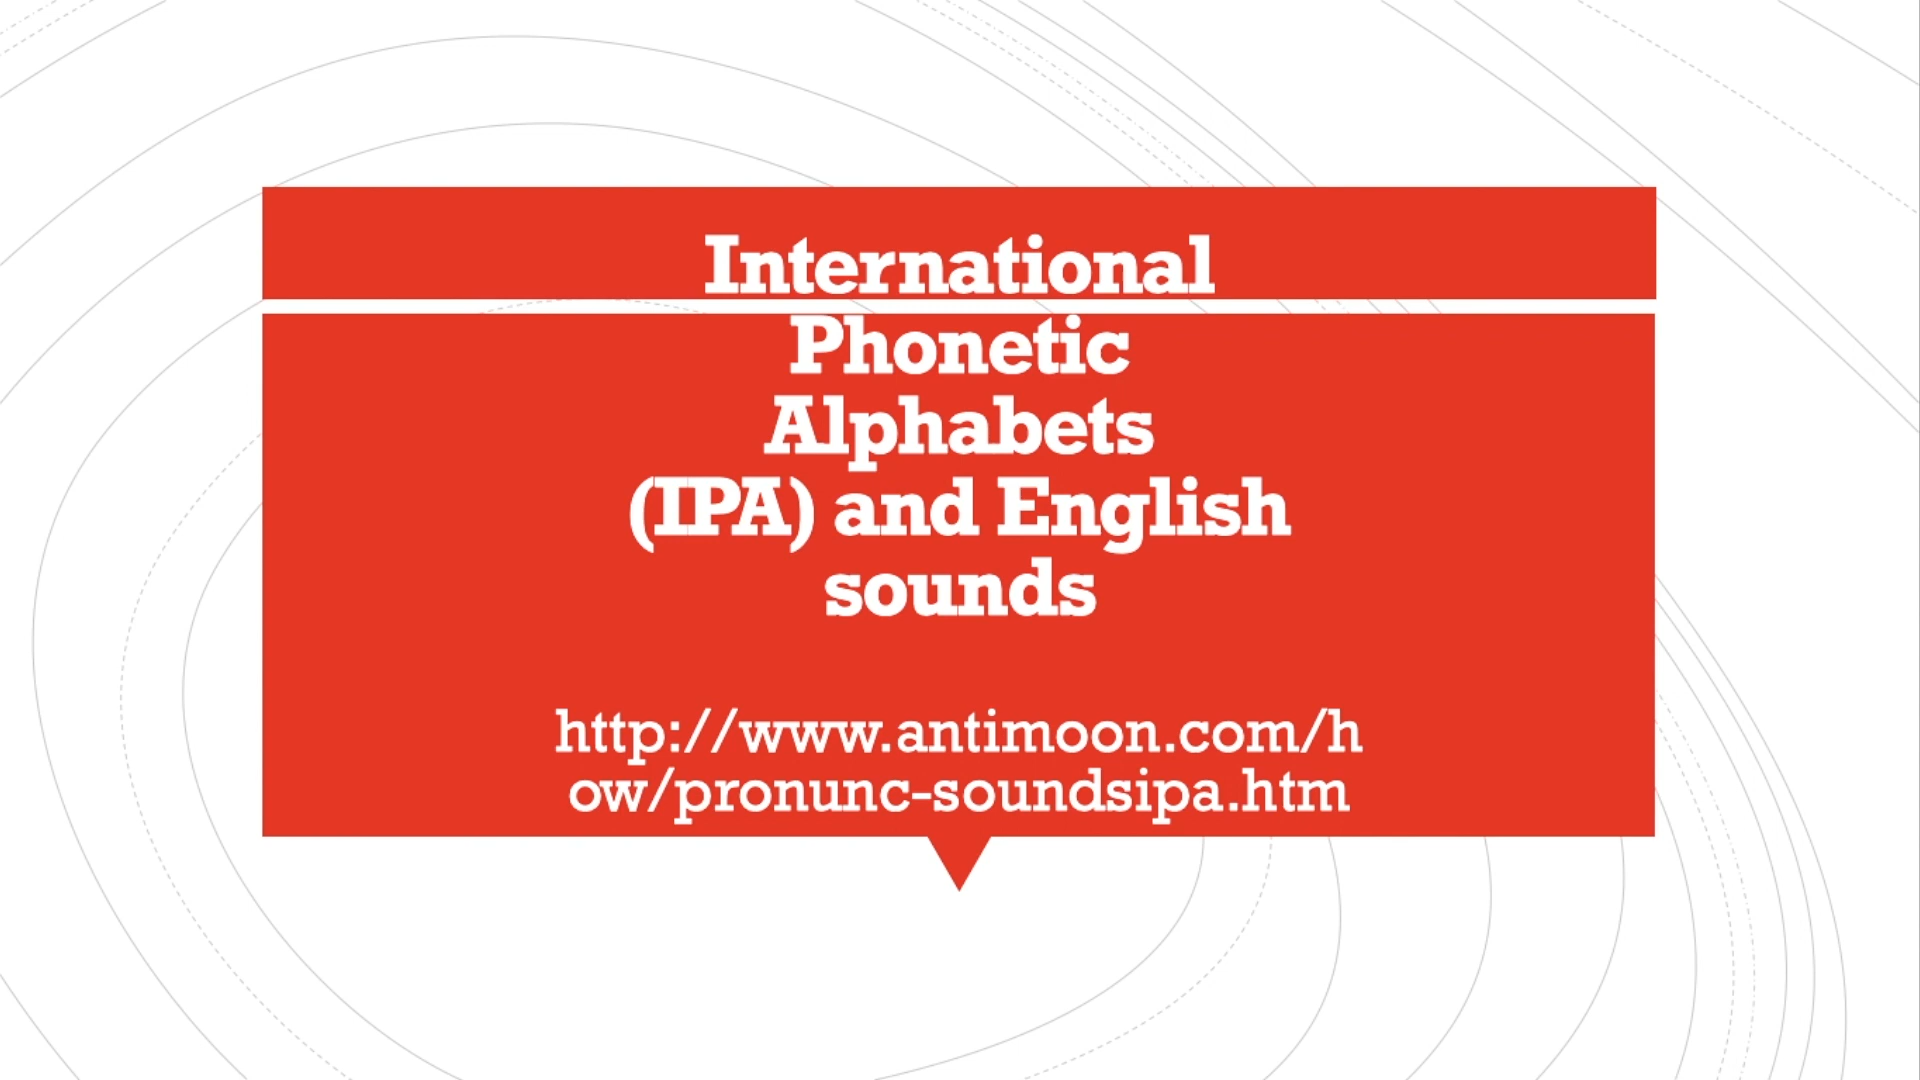 International
Phonetic
Alphabets
(IPA) and English
sounds
http://www.antimoon.com/h
ow/pronunc-soundsipa.htm